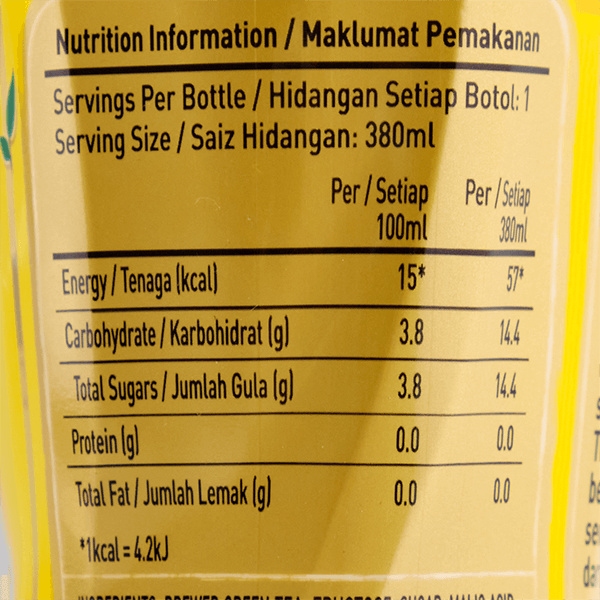 Nutrition Information / Maklumat Pemakanan
Servings Per Bottle / Hidangan Setiap Botol: 1
Serving Size / Saiz Hidangan: 380ml
Per / Setiap 100ml Per / Setiap 380ml
Energy / Tenaga (kcal) 15* 57*
Carbohydrate / Karbohidrat (g) 3.8 14.4
Total Sugars / Jumlah Gula (g) 3.8 14.4
Protein (g) 0.0 0.0
Total Fat / Jumlah Lemak (g) 0.0 0.0
*1kcal = 4.2kJ